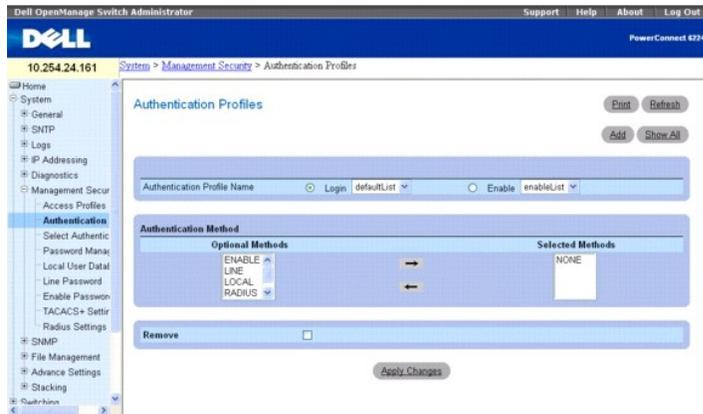 Dell OpenManage Switch Administrator
Support Help About Log Out
DELL
PowerConnect 6224
10.254.24.161
System > Management Security > Authentication Profiles
Home
System
General
SNTP
Logs
IP Addressing
Diagnostics
Management Secur
Access Profiles
Authentication
Select Authentic
Password Manag
Local User Datal
Line Password
Enable Passwor
TACACS+ Settir
Radius Settings
SNMP
File Management
Advance Settings
Stacking
Switching
Authentication Profiles
Print Refresh
Add Show All
Authentication Profile Name Login defaultList Enable enableList
Authentication Method
Optional Methods Selected Methods
ENABLE
LINE
LOCAL
RADIUS
NONE
Remove
Apply Changes